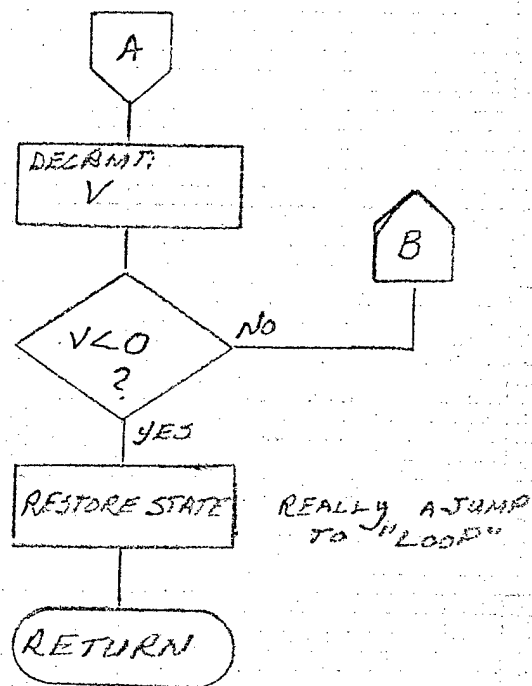 A
DECRMT:
V
B
V<0
?
NO
YES
RESTORE STATE
REALLY A JUMP
TO "LOOP"
RETURN